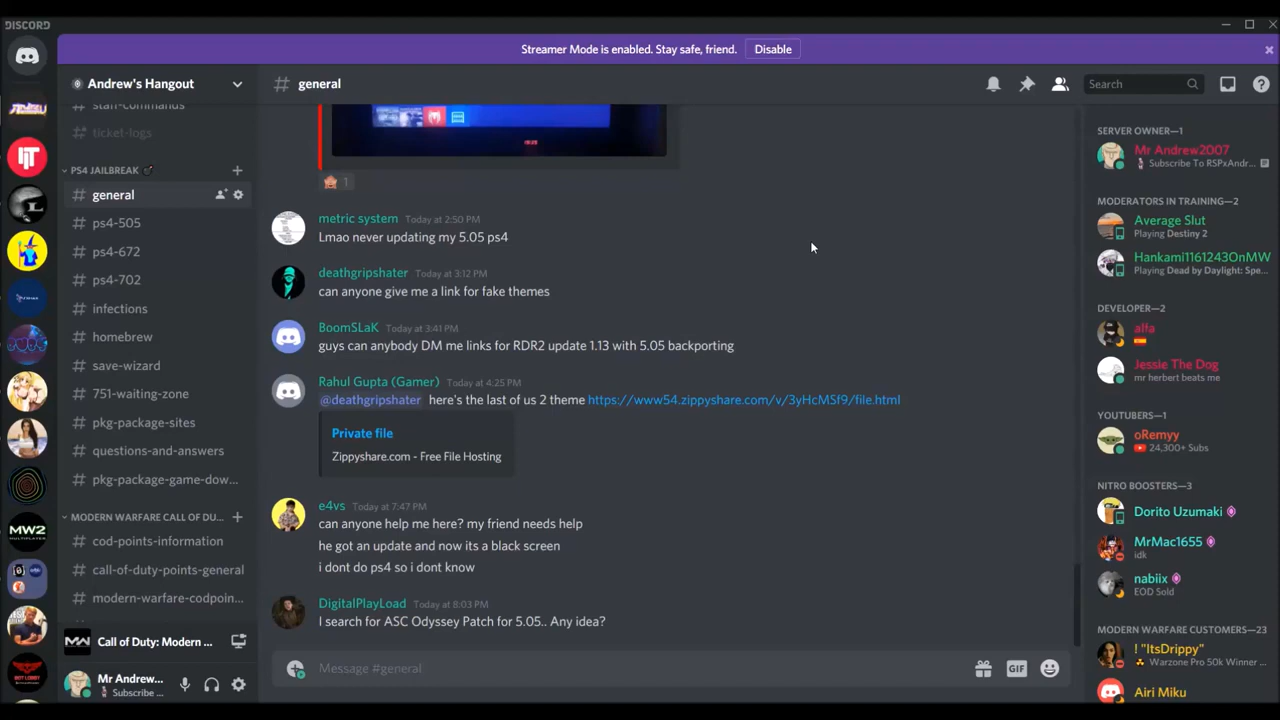 DISCORD
Streamer Mode is enabled. Stay safe, friend.
Disable
Andrew's Hangout
general
Search
staff-commands
ticket-logs
PS4 JAILBREAK
general
ps4-505
ps4-672
ps4-702
infections
homebrew
save-wizard
751-waiting-zone
pkg-package-sites
questions-and-answers
pkg-package-game-dow...
MODERN WARFARE CALL OF DU...
cod-points-information
call-of-duty-points-general
modern-warfare-codpoin...
Call of Duty: Modern ...
Mr Andrew...
Subscribe ...
MW2
1
metric system Today at 2:50 PM
Lmao never updating my 5.05 ps4
deathgripshater Today at 3:12 PM
can anyone give me a link for fake themes
BoomSLaK Today at 3:41 PM
guys can anybody DM me links for RDR2 update 1.13 with 5.05 backporting
Rahul Gupta (Gamer) Today at 4:25 PM
@deathgripshater here's the last of us 2 theme https://www54.zippyshare.com/v/3yHcMSf9/file.html
Private file
Zippyshare.com - Free File Hosting
e4vs Today at 7:47 PM
can anyone help me here? my friend needs help
he got an update and now its a black screen
i dont do ps4 so i dont know
DigitalPlayLoad Today at 8:03 PM
I search for ASC Odyssey Patch for 5.05.. Any idea?
Message #general
GIF
SERVER OWNER—1
Mr Andrew2007
Subscribe To RSPxAndr...
MODERATORS IN TRAINING—2
Average Slut
Playing Destiny 2
Hankami1161243OnMW
Playing Dead by Daylight: Spe...
DEVELOPER—2
alfa
Jessie The Dog
mr herbert beats me
YOUTUBERS—1
oRemyy
24,300+ Subs
NITRO BOOSTERS—3
Dorito Uzumaki
MrMac1655
idk
nabiix
EOD Sold
MODERN WARFARE CUSTOMERS—23
! "ItsDrippy"
Warzone Pro 50k Winner ...
Airi Miku